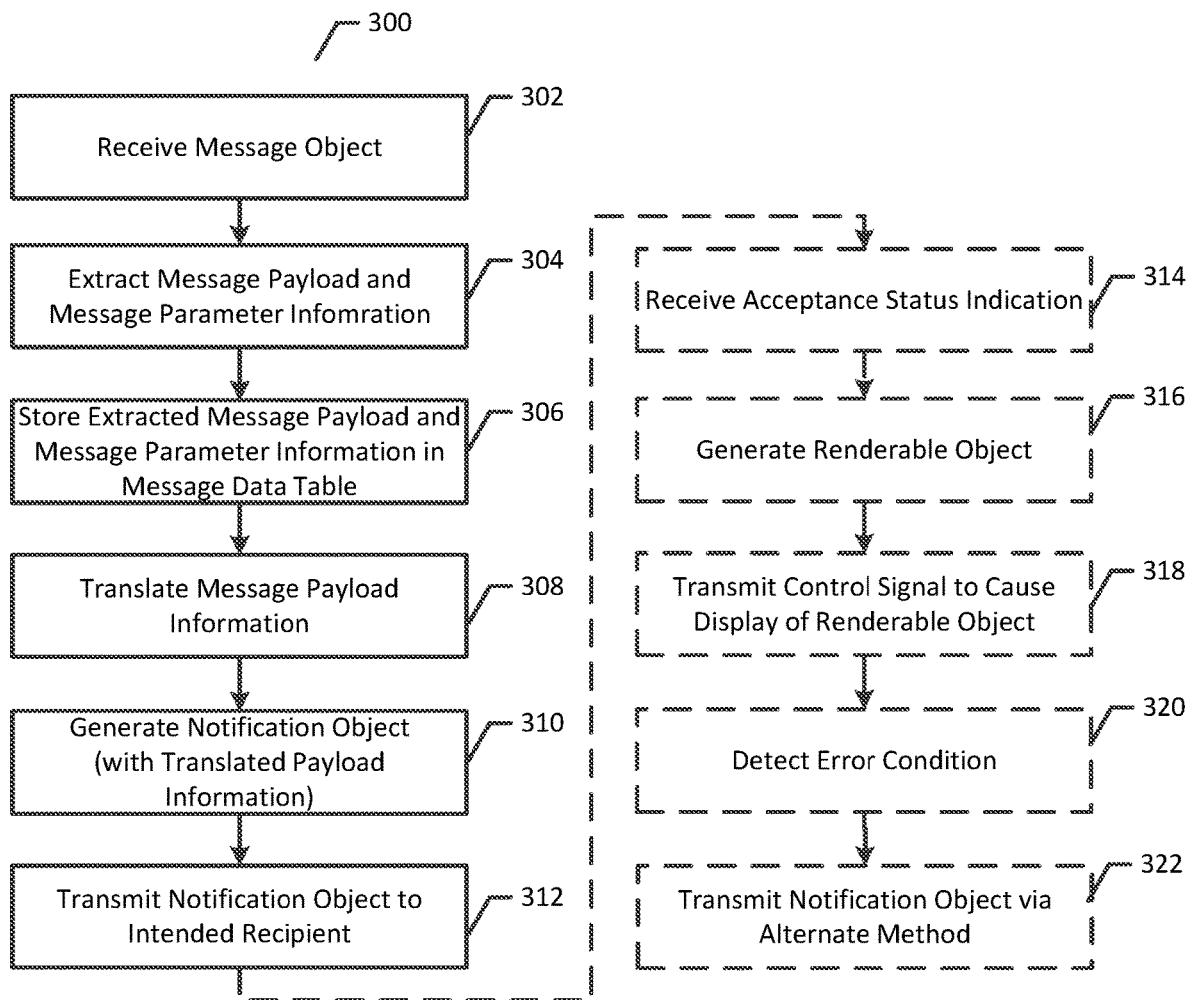 300
302
Receive Message Object
304
Extract Message Payload and
Message Parameter Infomration
306
Store Extracted Message Payload and
Message Parameter Information in
Message Data Table
308
Translate Message Payload
Information
310
Generate Notification Object
(with Translated Payload
Information)
312
Transmit Notification Object to
Intended Recipient
314
Receive Acceptance Status Indication
316
Generate Renderable Object
318
Transmit Control Signal to Cause
Display of Renderable Object
320
Detect Error Condition
322
Transmit Notification Object via
Alternate Method